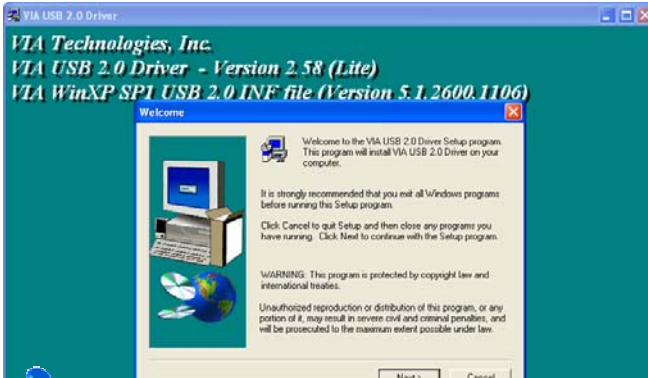 VIA USB 2.0 Driver
VIA Technologies, Inc.
VIA USB 2.0 Driver - Version 2.58 (Lite)
VIA WinXP SP1 USB 2.0 INF file (Version 5.1.2600.1106)
Welcome
Welcome to the VIA USB 2.0 Driver Setup program.
This program will install VIA USB 2.0 Driver on your
computer.
It is strongly recommended that you exit all Windows programs
before running this Setup program.
Click Cancel to quit Setup and then close any programs you
have running. Click Next to continue with the Setup program.
WARNING: This program is protected by copyright law and
international treaties.
Unauthorized reproduction or distribution of this program, or any
portion of it, may result in severe civil and criminal penalties, and
will be prosecuted to the maximum extent possible under law.
Next >
Cancel